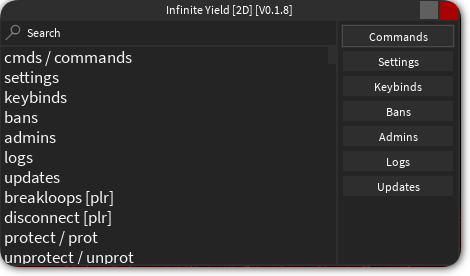 Infinite Yield [2D] [V0.1.8]
Search
cmds / commands
settings
keybinds
bans
admins
logs
updates
breakloops [plr]
disconnect [plr]
protect / prot
unprotect / unprot
Commands
Settings
Keybinds
Bans
Admins
Logs
Updates